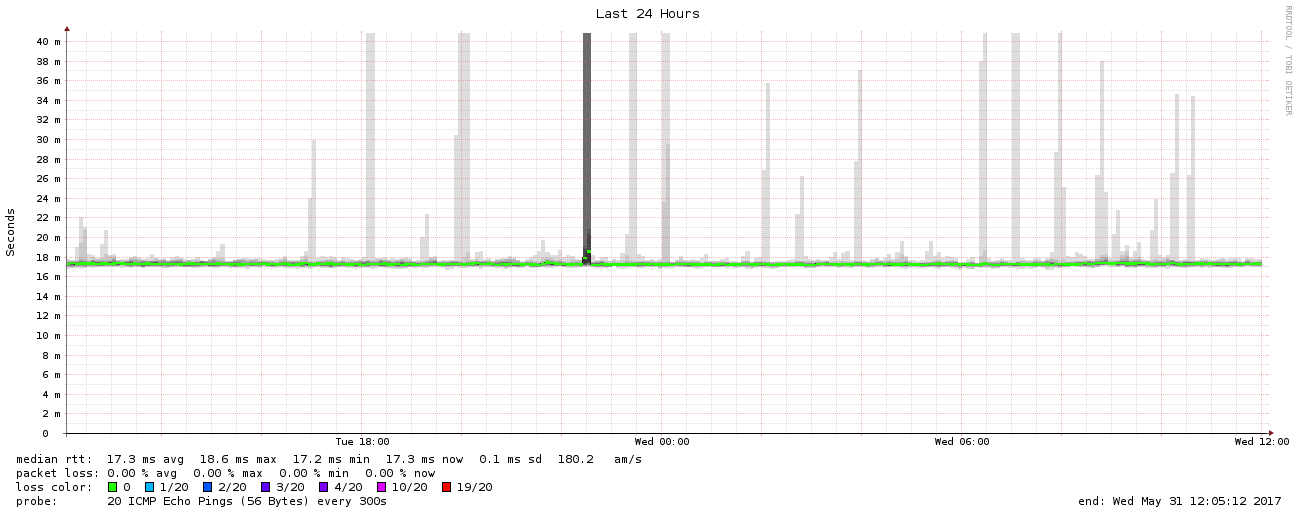 Last 24 Hours
RRDTOOL / TOBI OETIKER
Seconds
40 m
38 m
36 m
34 m
32 m
30 m
28 m
26 m
24 m
22 m
20 m
18 m
16 m
14 m
12 m
10 m
8 m
6 m
4 m
2 m
0
Tue 18:00 Wed 00:00 Wed 06:00 Wed 12:00
median rtt: 17.3 ms avg 18.6 ms max 17.2 ms min 17.3 ms now 0.1 ms sd 180.2 am/s
packet loss: 0.00 % avg 0.00 % max 0.00 % min 0.00 % now
loss color: 0 1/20 2/20 3/20 4/20 10/20 19/20
probe: 20 ICMP Echo Pings (56 Bytes) every 300s end: Wed May 31 12:05:12 2017